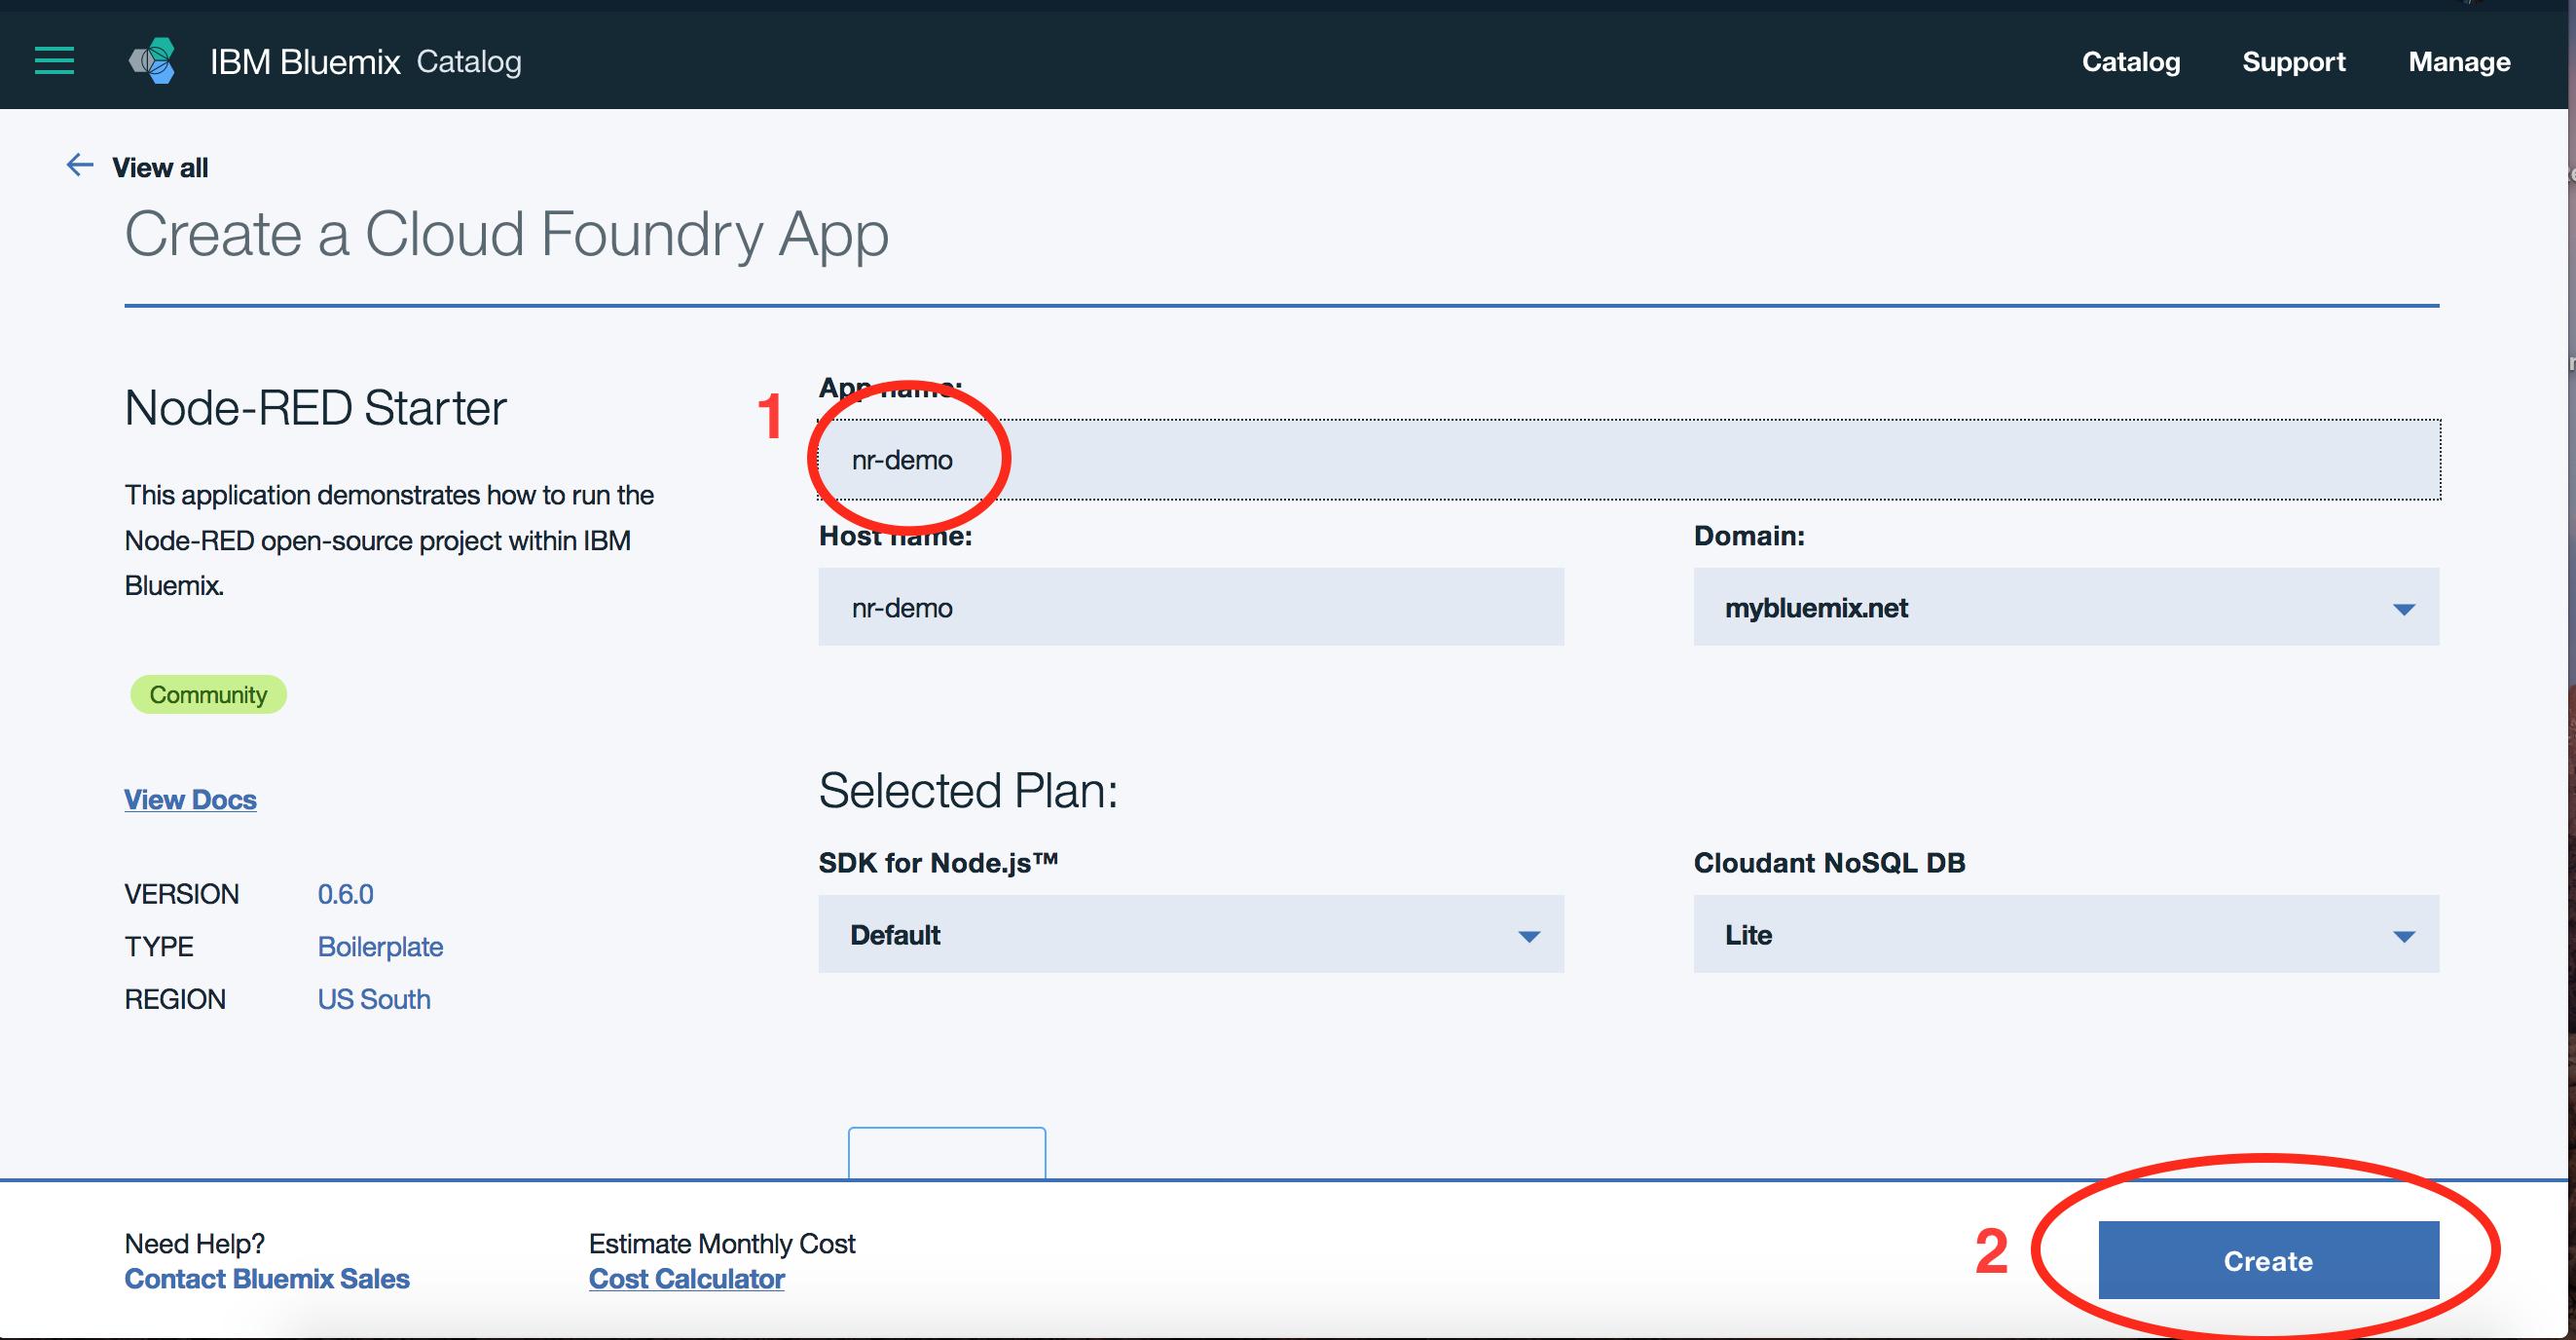 IBM Bluemix Catalog
Catalog Support Manage
View all
Create a Cloud Foundry App
Node-RED Starter
This application demonstrates how to run the
Node-RED open-source project within IBM
Bluemix.
Community
View Docs
VERSION 0.6.0
TYPE Boilerplate
REGION US South
1
App name:
nr-demo
Host name:
nr-demo
Domain:
mybluemix.net
Selected Plan:
SDK for Node.js™
Default
Cloudant NoSQL DB
Lite
Need Help?
Contact Bluemix Sales
Estimate Monthly Cost
Cost Calculator
2
Create